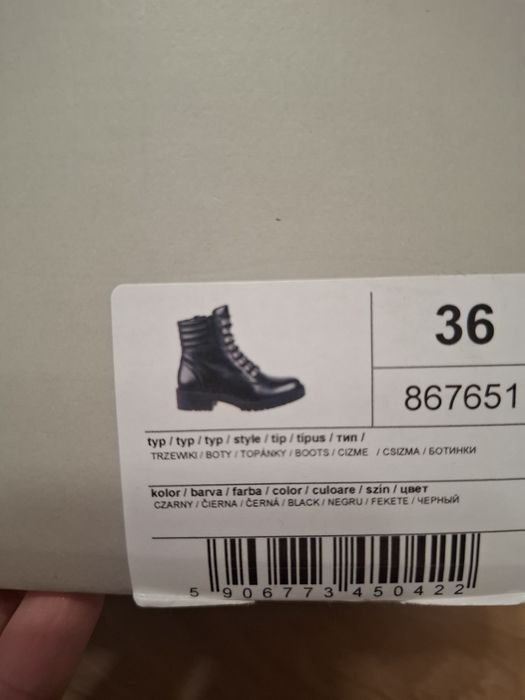 36
867651
typ / typ / typ / style / tip / tipus / тип /
TRZEWIKI / BOTY / TOPÁNKY / BOOTS / CIZME / CSIZMA / БОТИНКИ
kolor / barva / farba / color / culoare / szín / цвет
CZARNY / ČIERNA / ČERNÁ / BLACK / NEGRU / FEKETE / ЧЕРНЫЙ
5 906773 450422